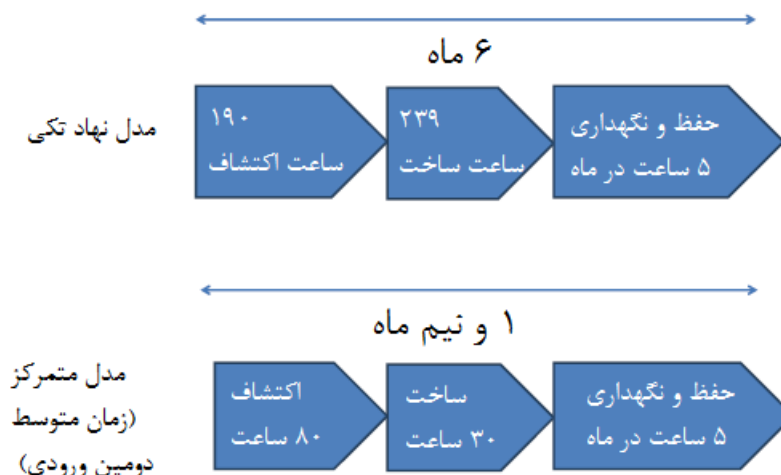 ۶ ماه
مدل نهاد تکی
۱۹۰
ساعت اکتشاف
۲۳۹
ساعت ساخت
حفظ و نگهداری
۵ ساعت در ماه
۱ و نیم ماه
مدل متمرکز
(زمان متوسط
دومین ورودی)
اکتشاف
۸۰ ساعت
ساخت
۳۰ ساعت
حفظ و نگهداری
۵ ساعت در ماه